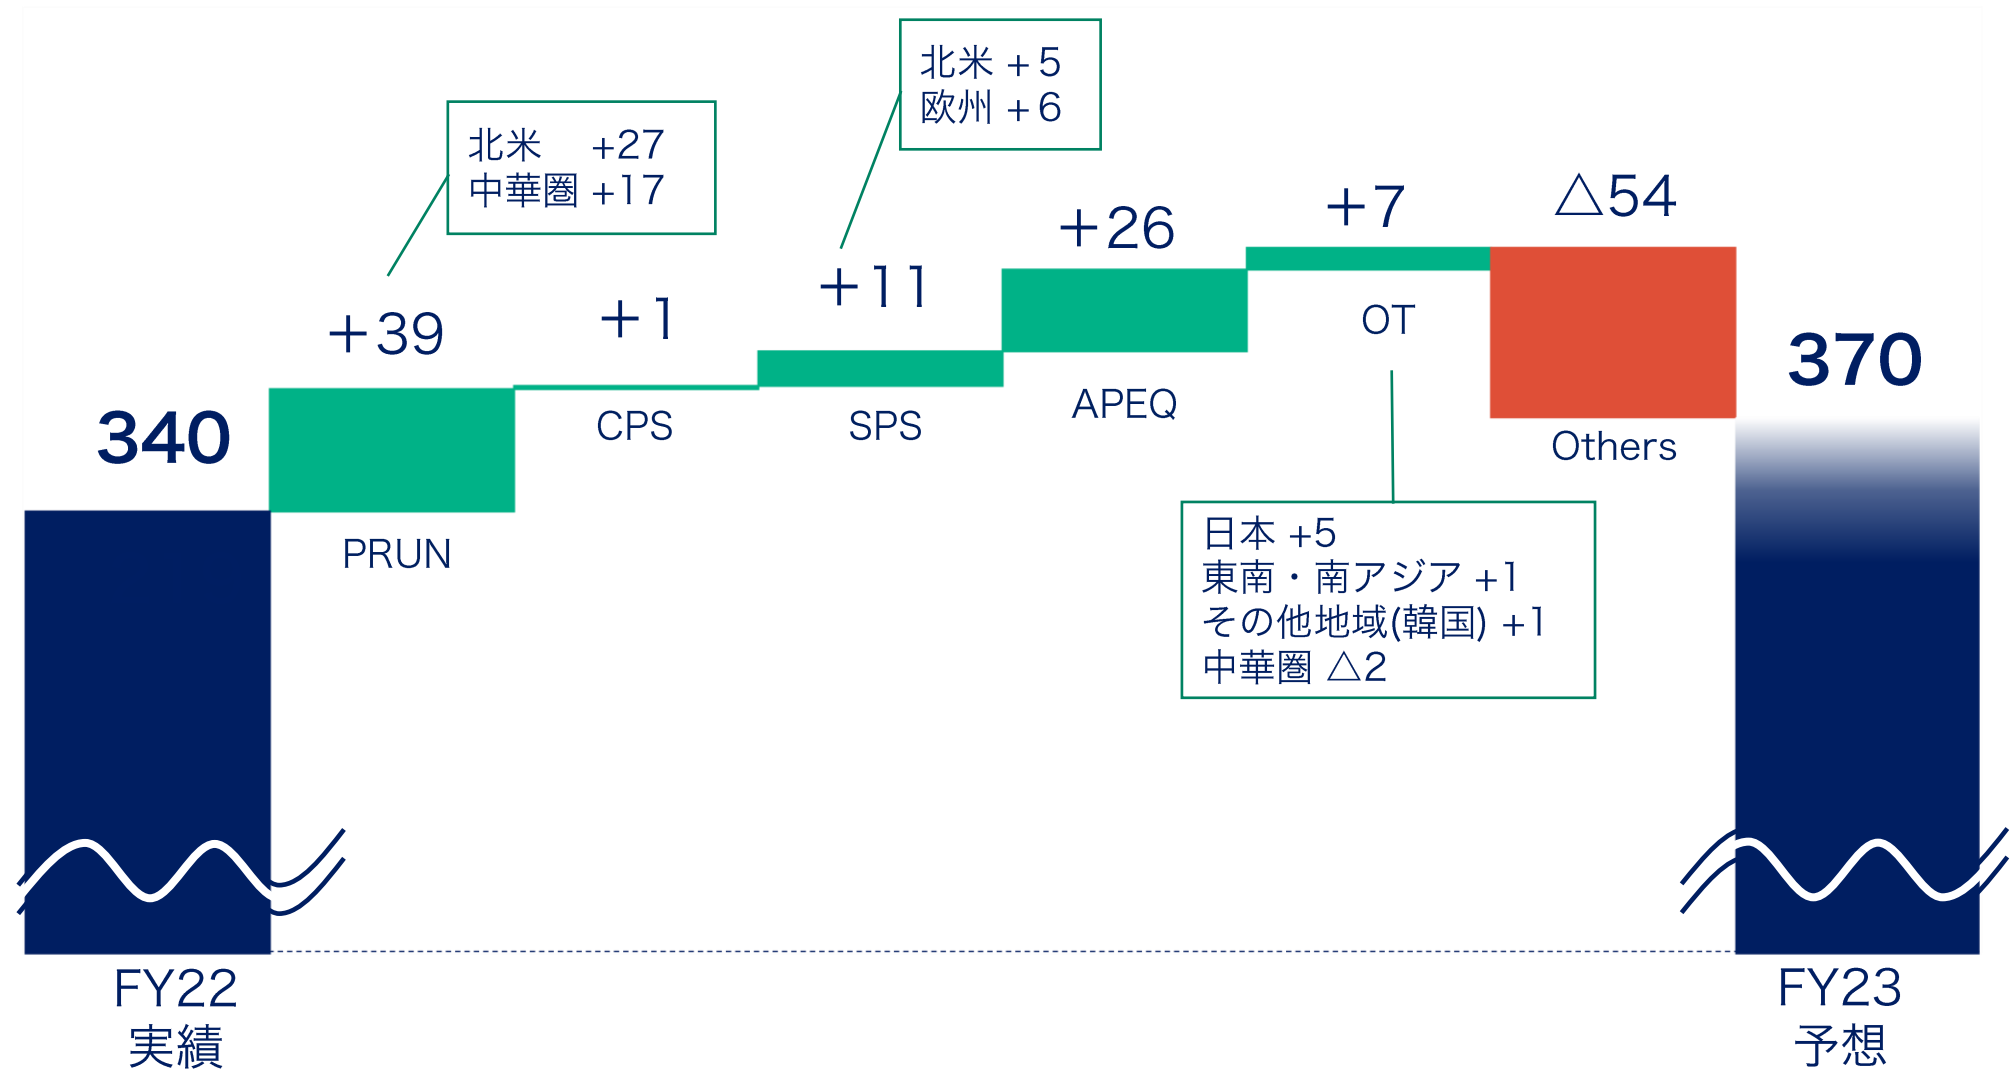 北米 +5
欧州 +6
北米 +27
中華圏 +17
+39
+1
+11
+26
+7
△54
340
370
PRUN
CPS
SPS
APEQ
OT
Others
日本 +5
東南・南アジア +1
その他地域(韓国) +1
中華圏 △2
FY22
実績
FY23
予想